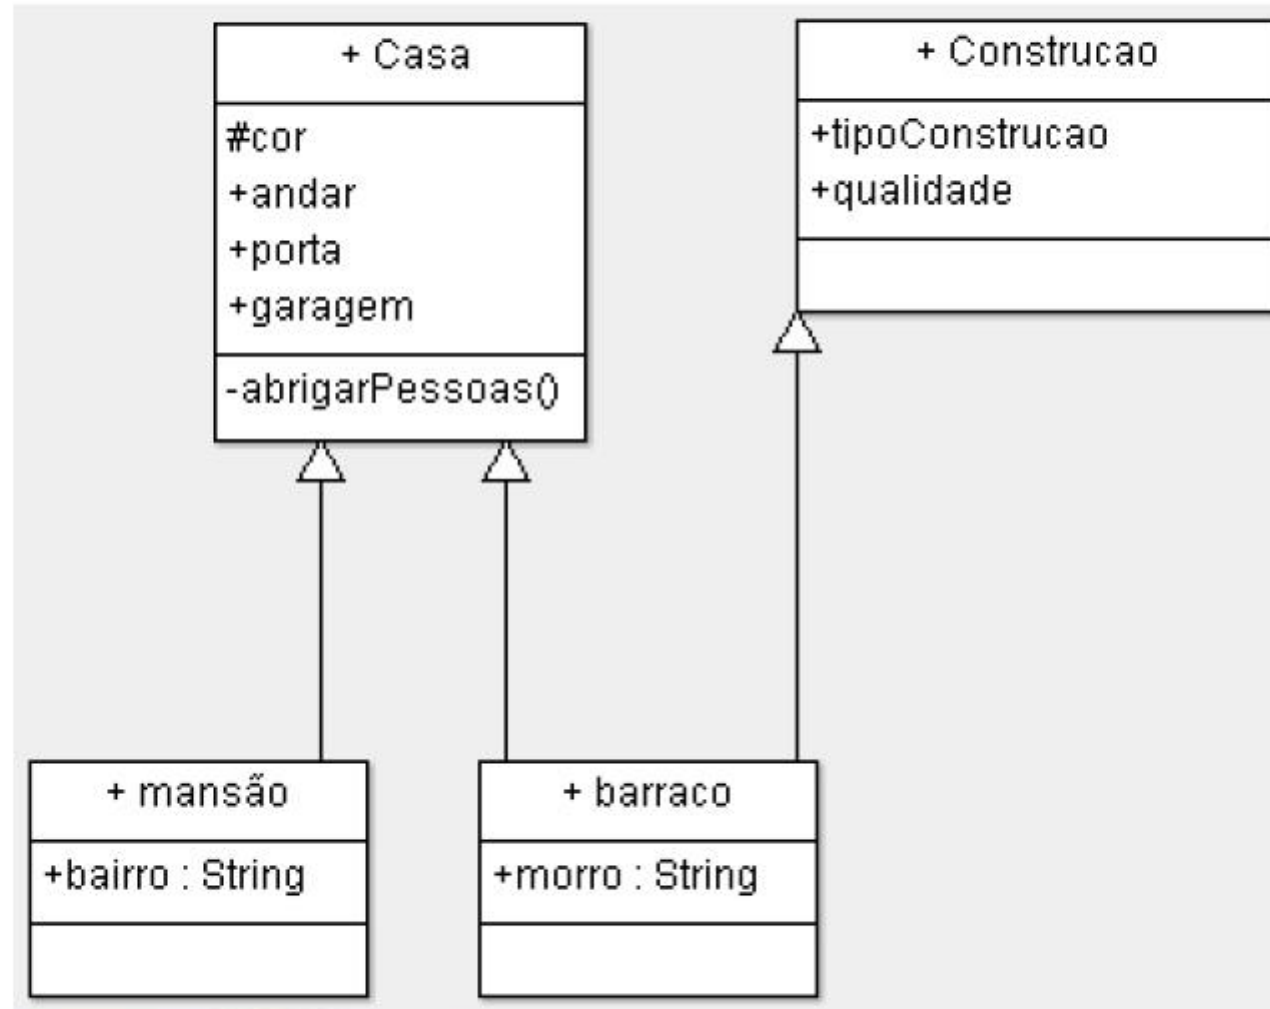 + Casa
#cor
+andar
+porta
+garagem
-abrigarPessoas()
+ Construcao
+tipoConstrucao
+qualidade
+ mansão
+bairro : String
+ barraco
+morro : String